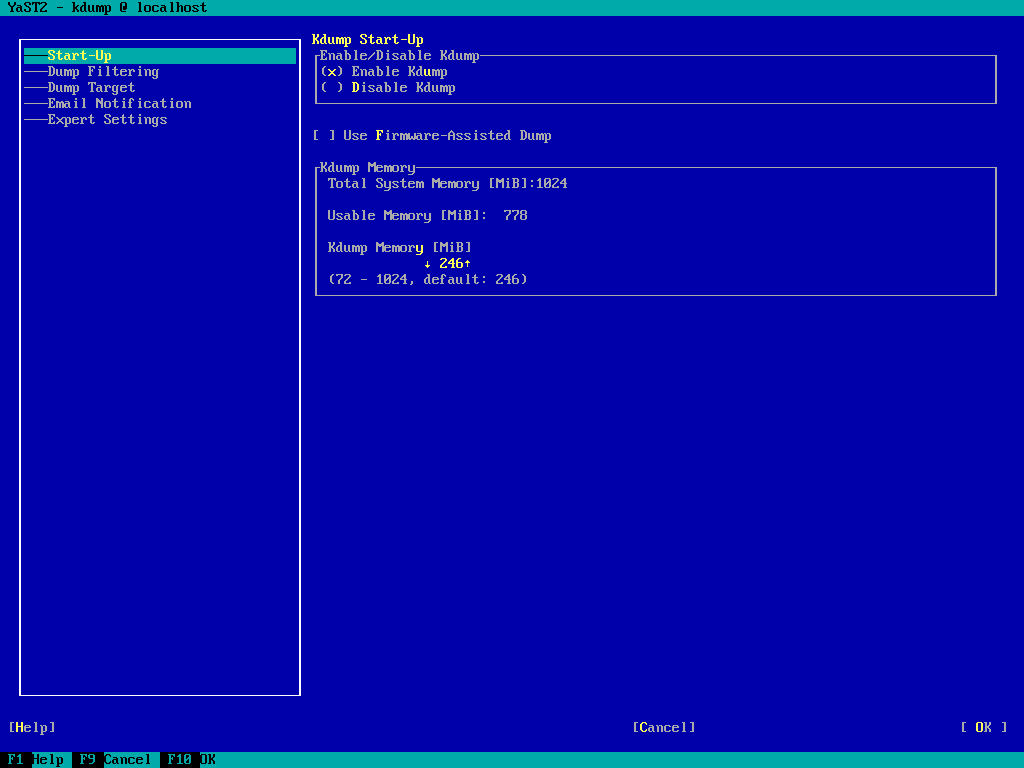 YaST2 - kdump @ localhost
Start-Up
Dump Filtering
Dump Target
Email Notification
Expert Settings
Kdump Start-Up
Enable/Disable Kdump
(x) Enable Kdump
( ) Disable Kdump
[ ] Use Firmware-Assisted Dump
Kdump Memory
Total System Memory [MiB]:1024
Usable Memory [MiB]:  778
Kdump Memory [MiB]
↓ 246↑
(72 - 1024, default: 246)
[Help] [Cancel] [ OK ]
F1 Help F9 Cancel F10 OK